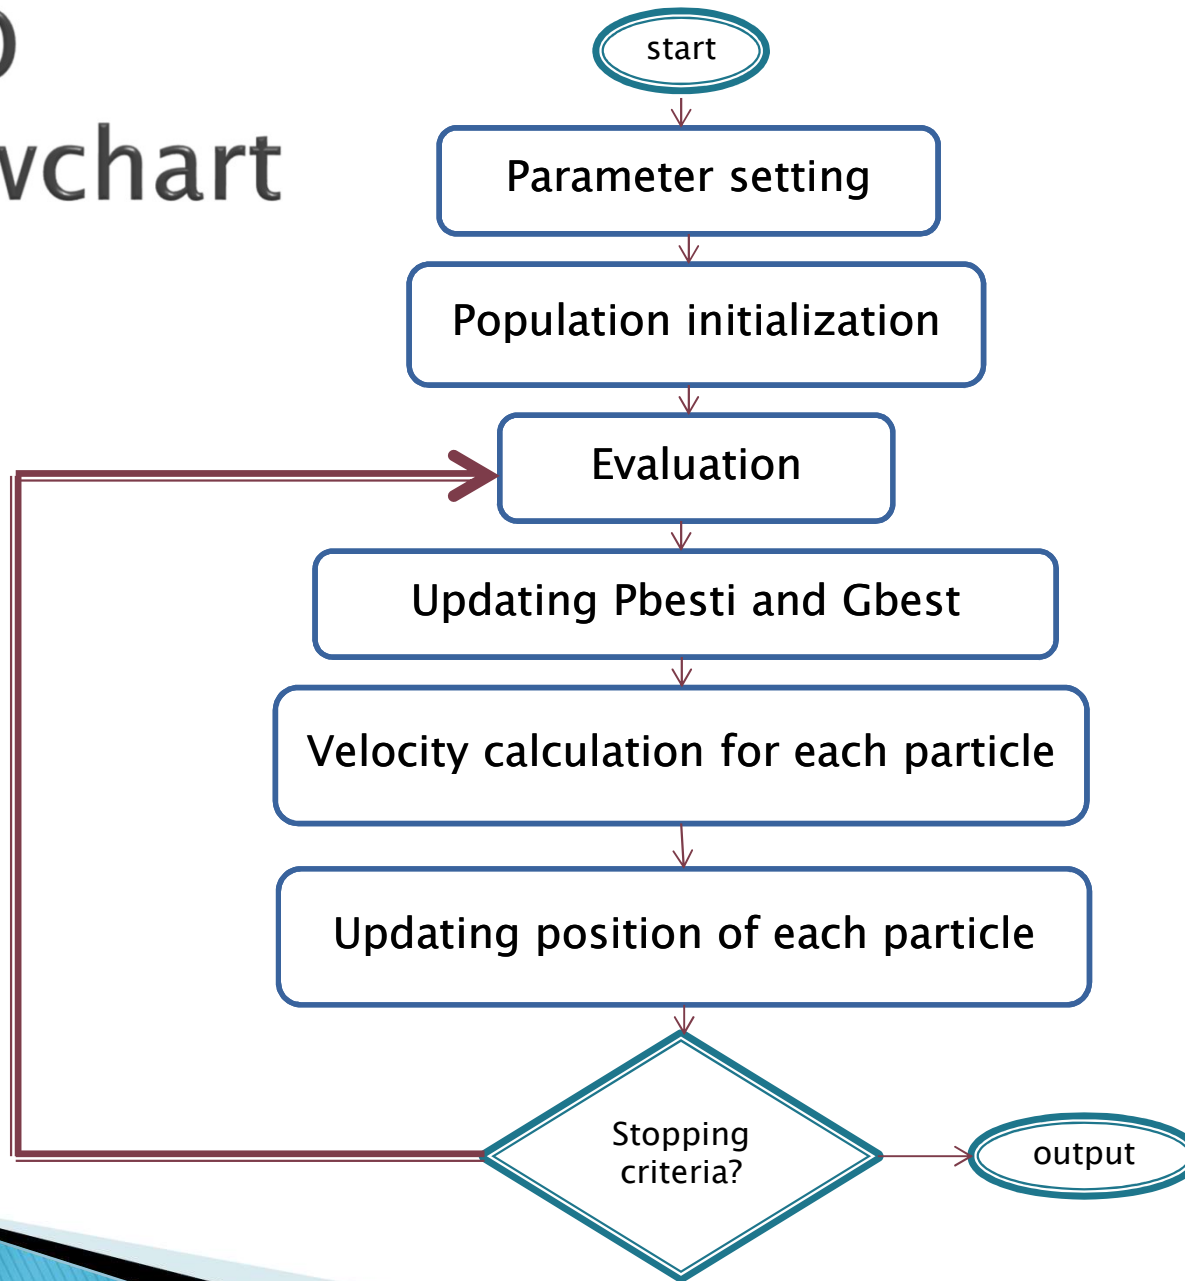 start
wchart
Parameter setting
Population initialization
Evaluation
Updating Pbesti and Gbest
Velocity calculation for each particle
Updating position of each particle
Stopping
criteria?
output